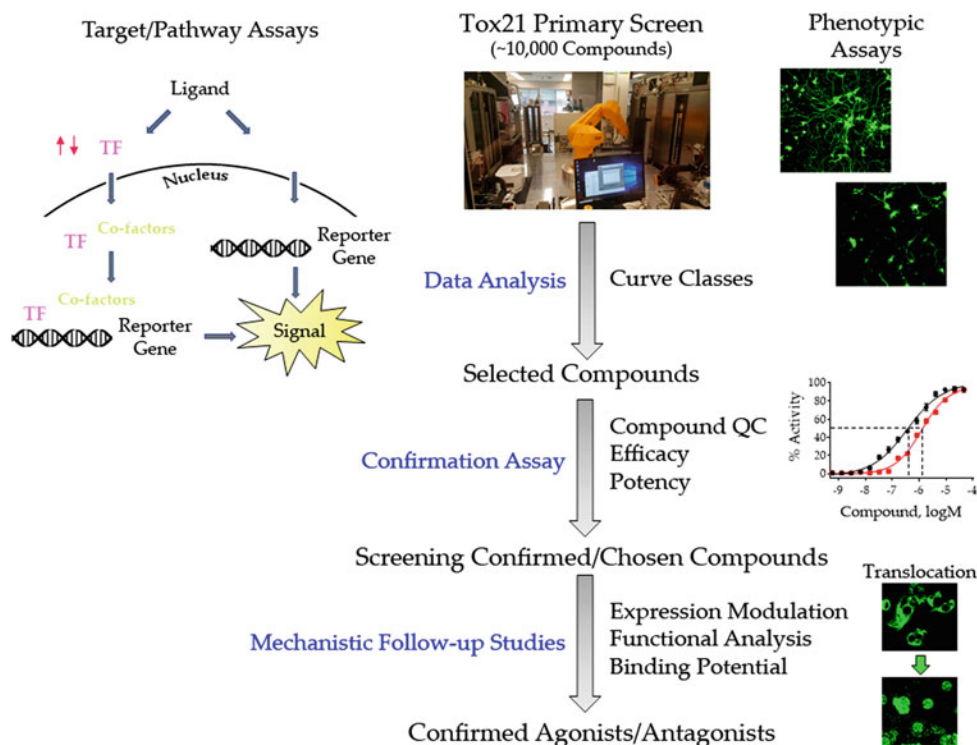 Target/Pathway Assays
Ligand
TF
Nucleus
TF
Co-factors
Reporter
Gene
Co-factors
TF
Reporter
Gene
Signal
Tox21 Primary Screen
(~10,000 Compounds)
Data Analysis
Curve Classes
Selected Compounds
Confirmation Assay
Compound QC
Efficacy
Potency
Screening Confirmed/Chosen Compounds
Mechanistic Follow-up Studies
Expression Modulation
Functional Analysis
Binding Potential
Confirmed Agonists/Antagonists
Phenotypic
Assays
% Activity
100
80
60
40
20
0
-9 -8 -7 -6 -5 -4
Compound, logM
Translocation